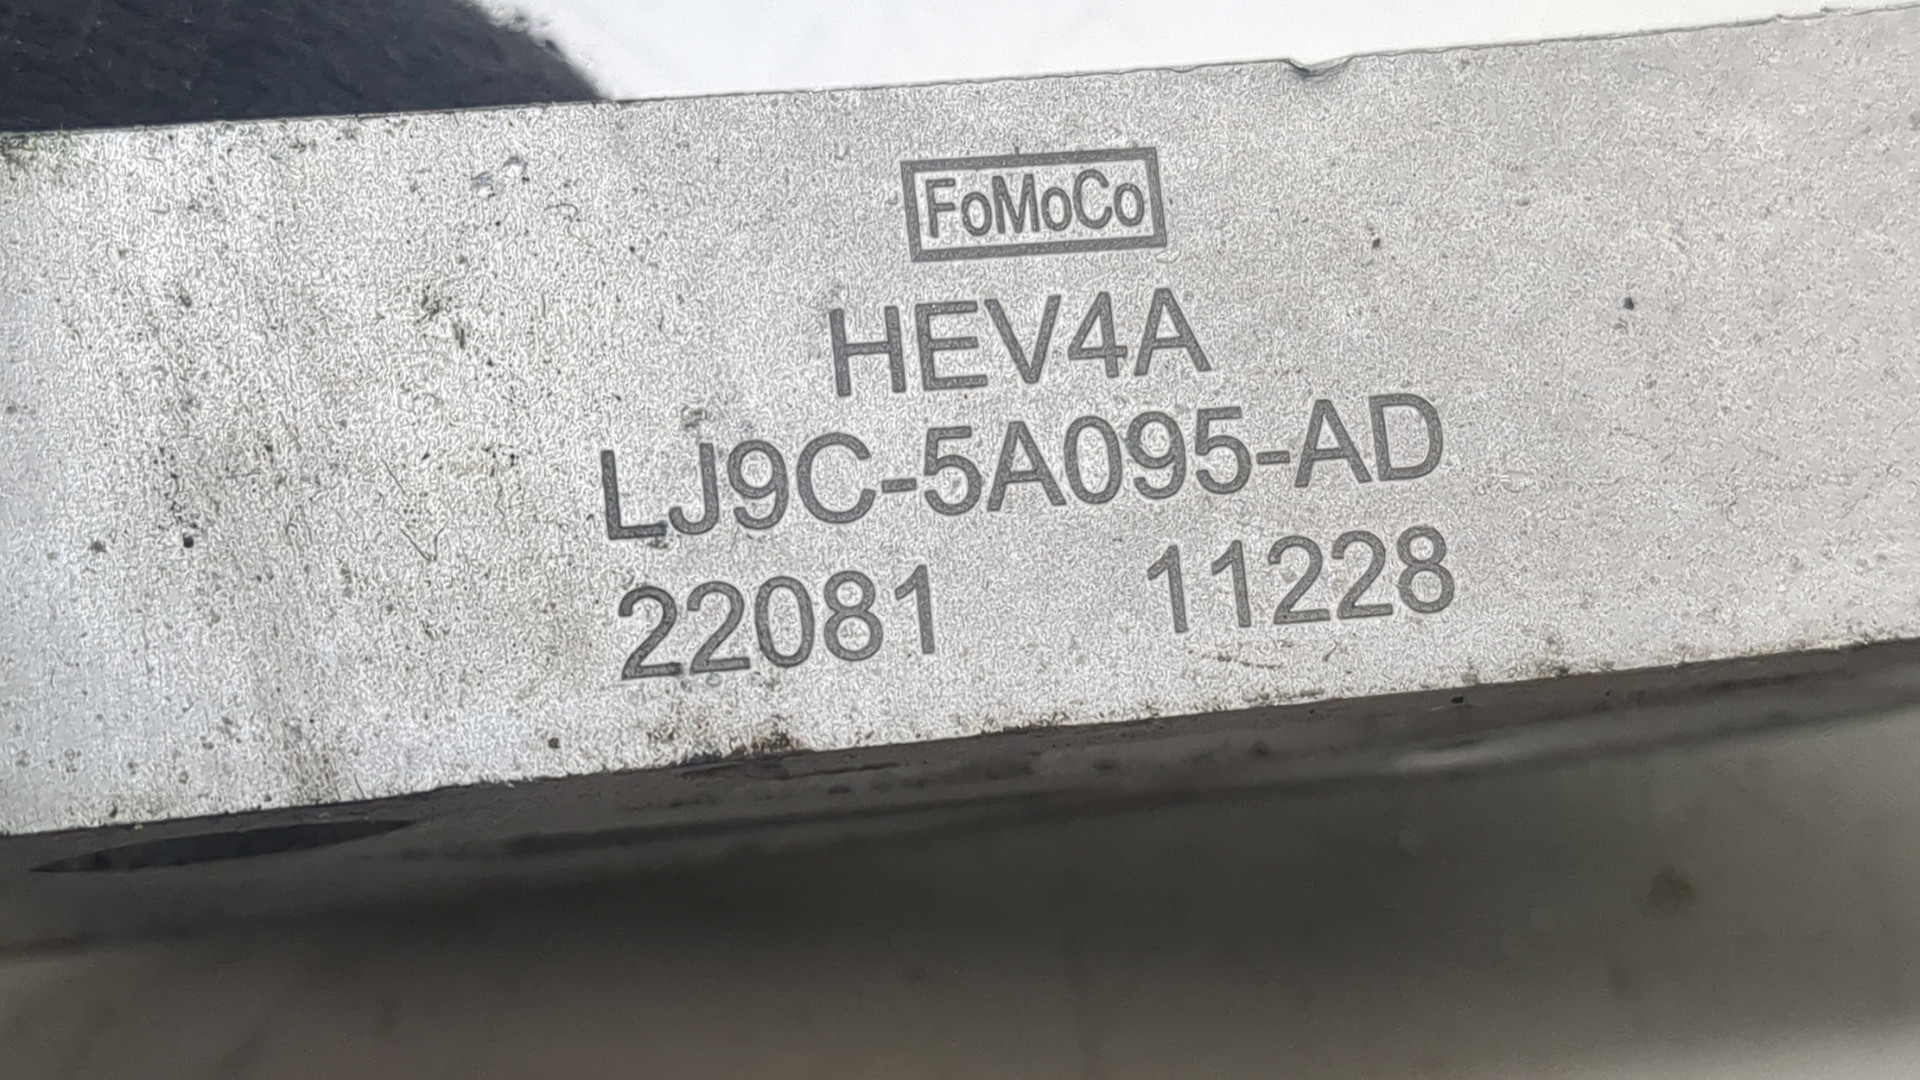 FoMoCo
HEV4A
LJ9C-5A095-AD
22081 11228